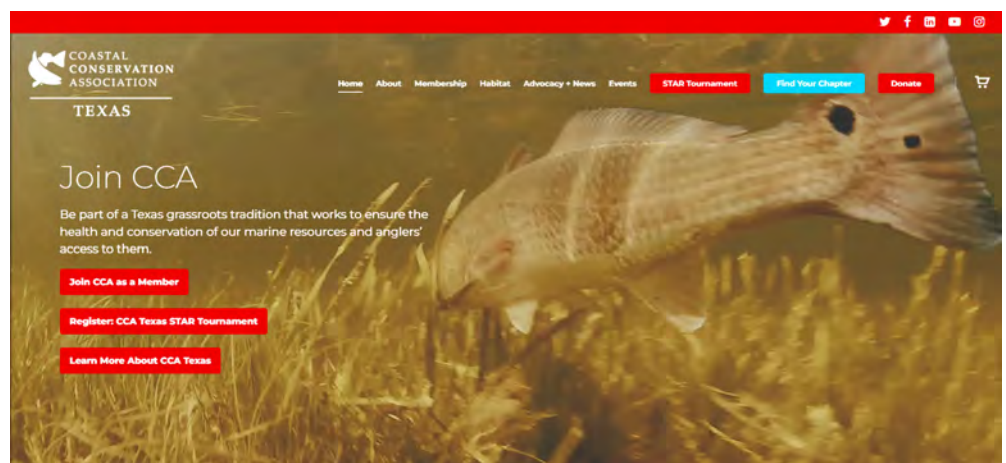 COASTAL
CONSERVATION
ASSOCIATION
TEXAS
Home About Membership Habitat Advocacy + News Events STAR Tournament Find Your Chapter Donate
Join CCA
Be part of a Texas grassroots tradition that works to ensure the
health and conservation of our marine resources and anglers'
access to them.
Join CCA as a Member
Register: CCA Texas STAR Tournament
Learn More About CCA Texas